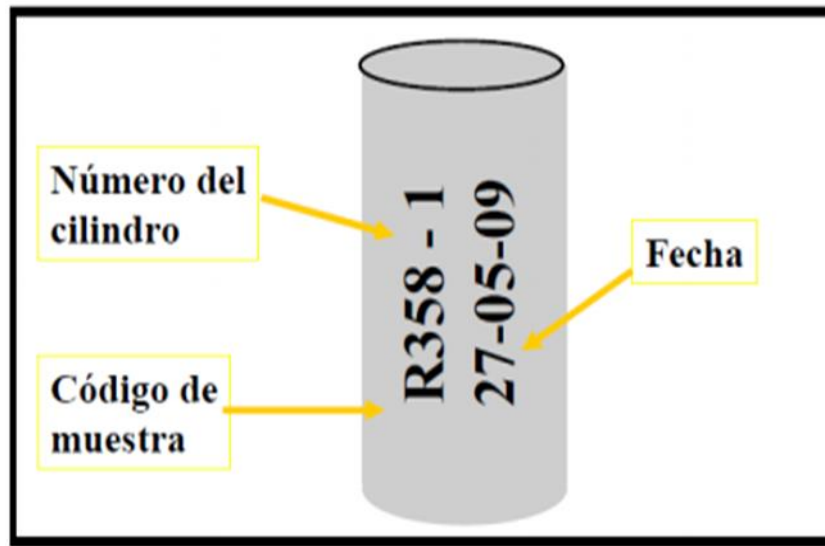 Número del
cilindro
R358 - 1
27-05-09
Fecha
Código de
muestra